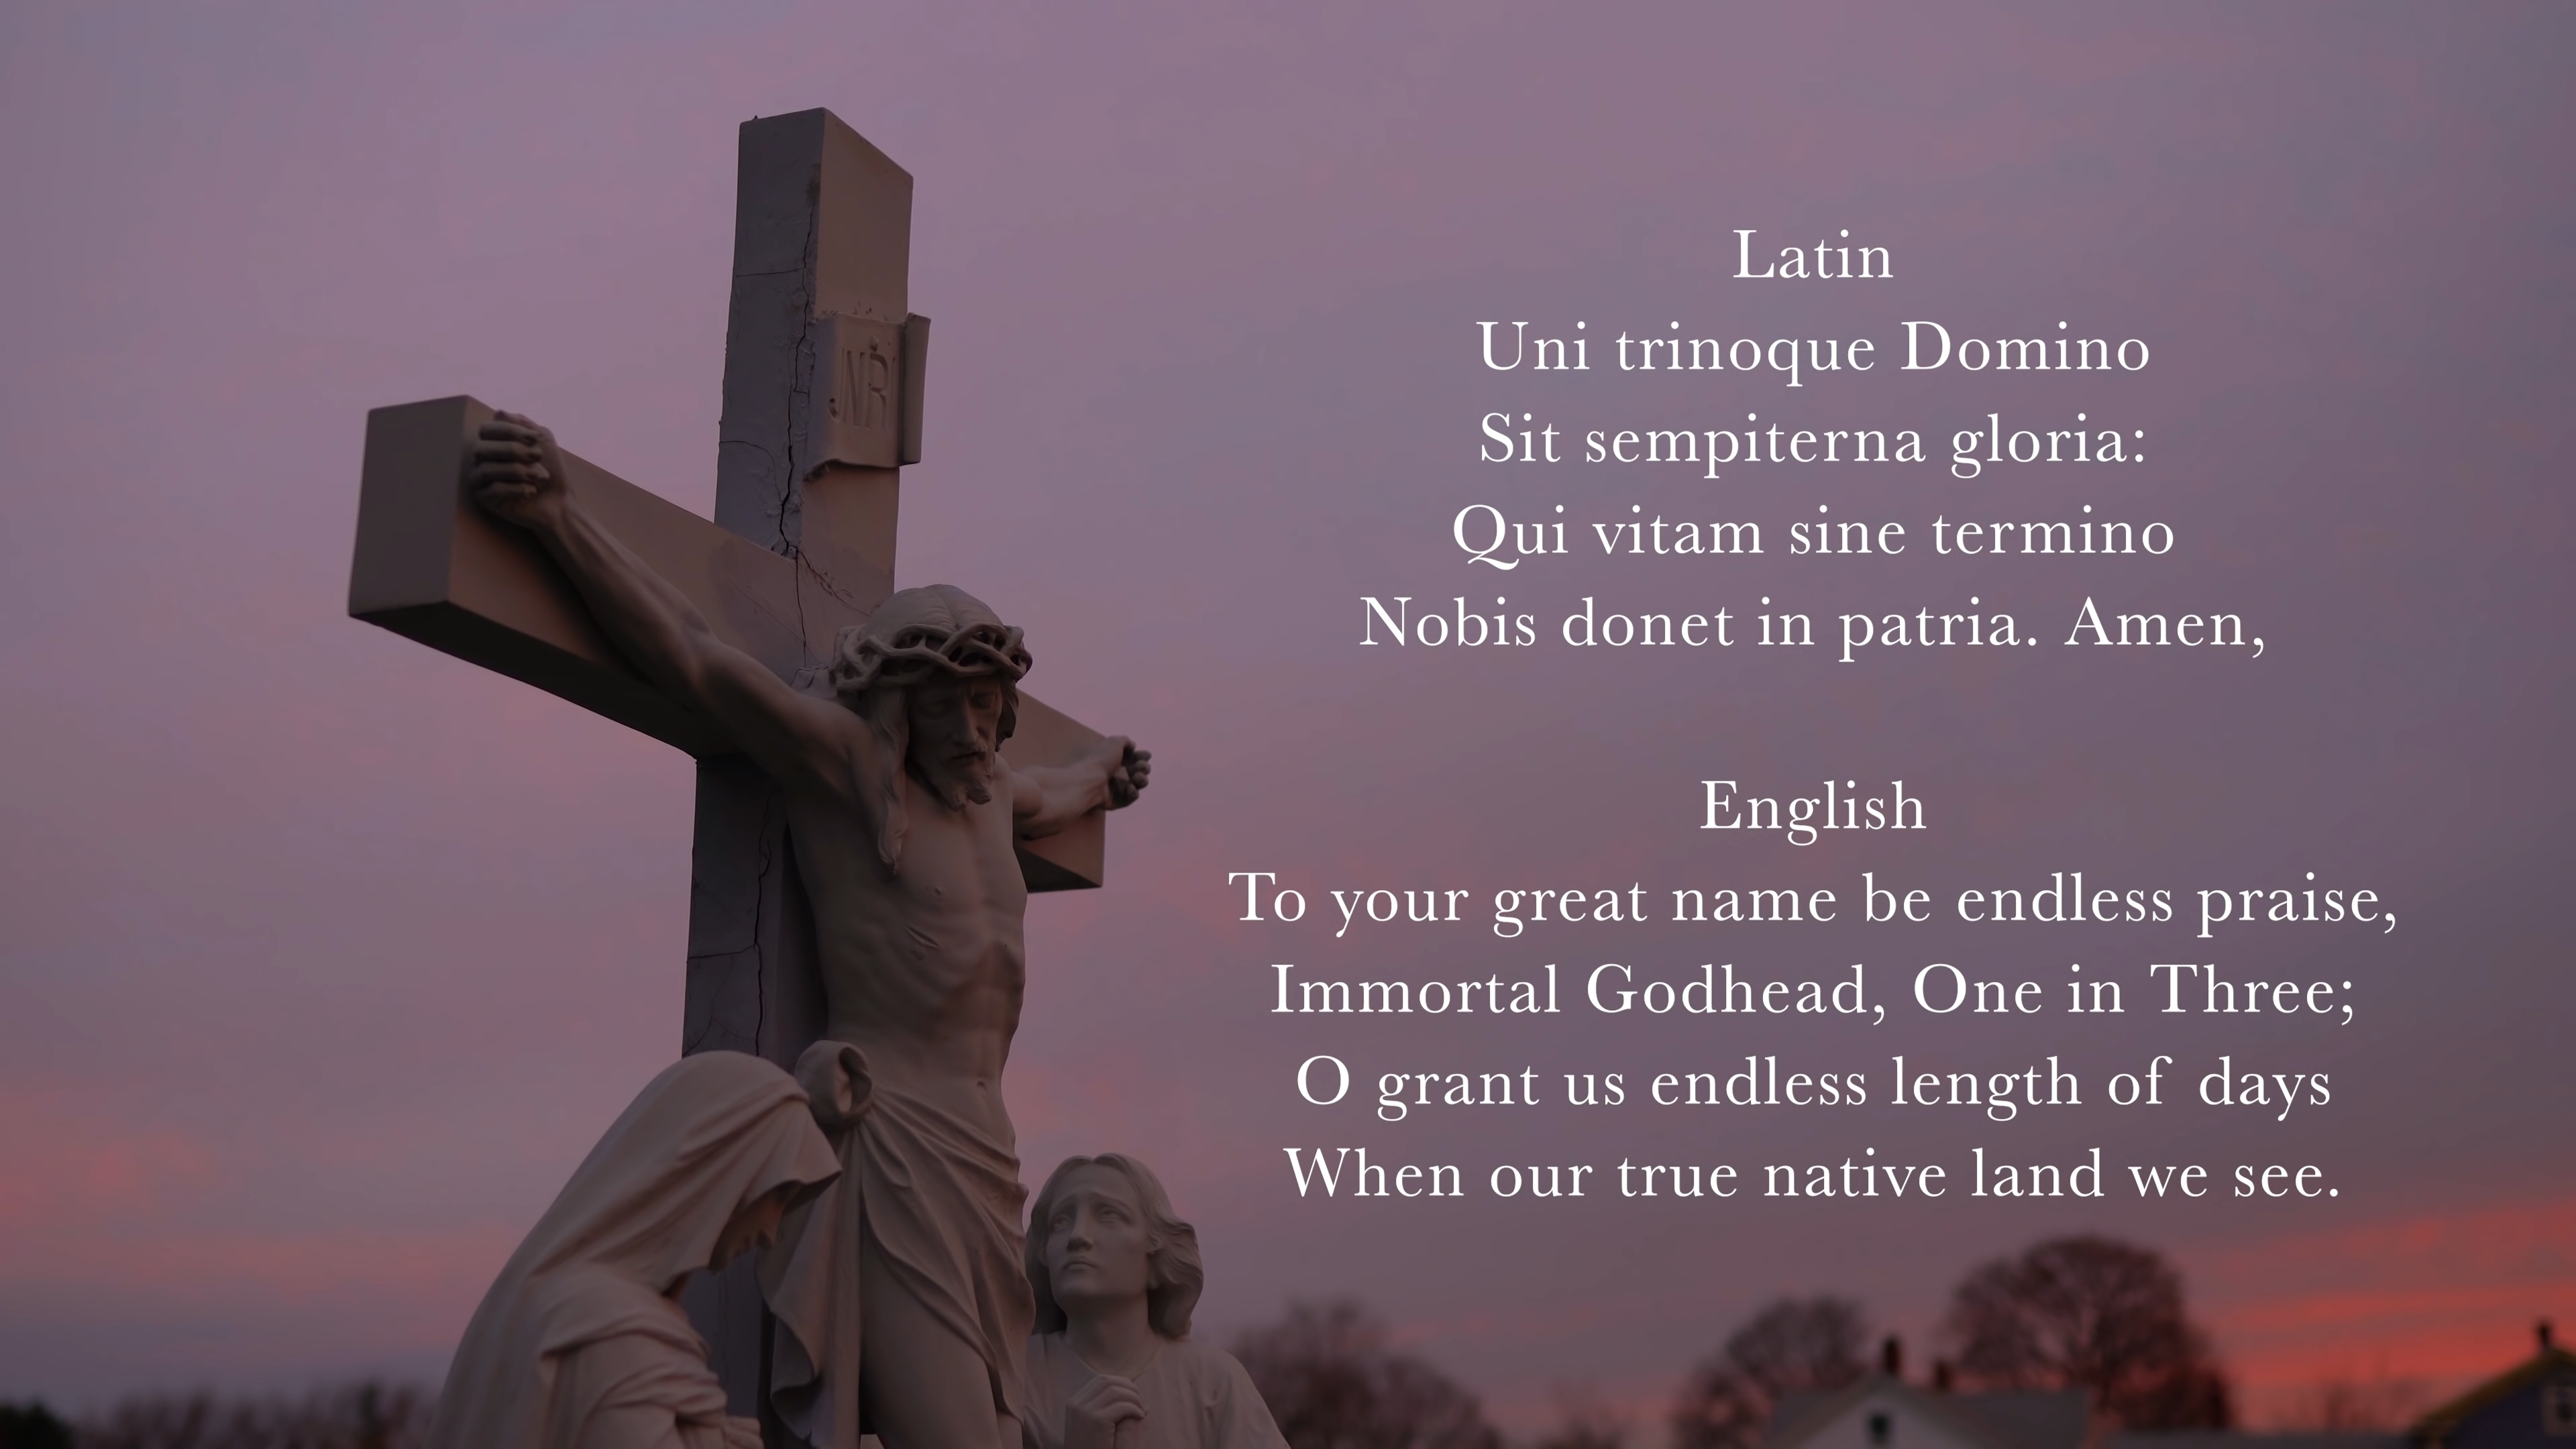 JNRI
Latin
Uni trinoque Domino
Sit sempiterna gloria:
Qui vitam sine termino
Nobis donet in patria. Amen,
English
To your great name be endless praise,
Immortal Godhead, One in Three;
O grant us endless length of days
When our true native land we see.